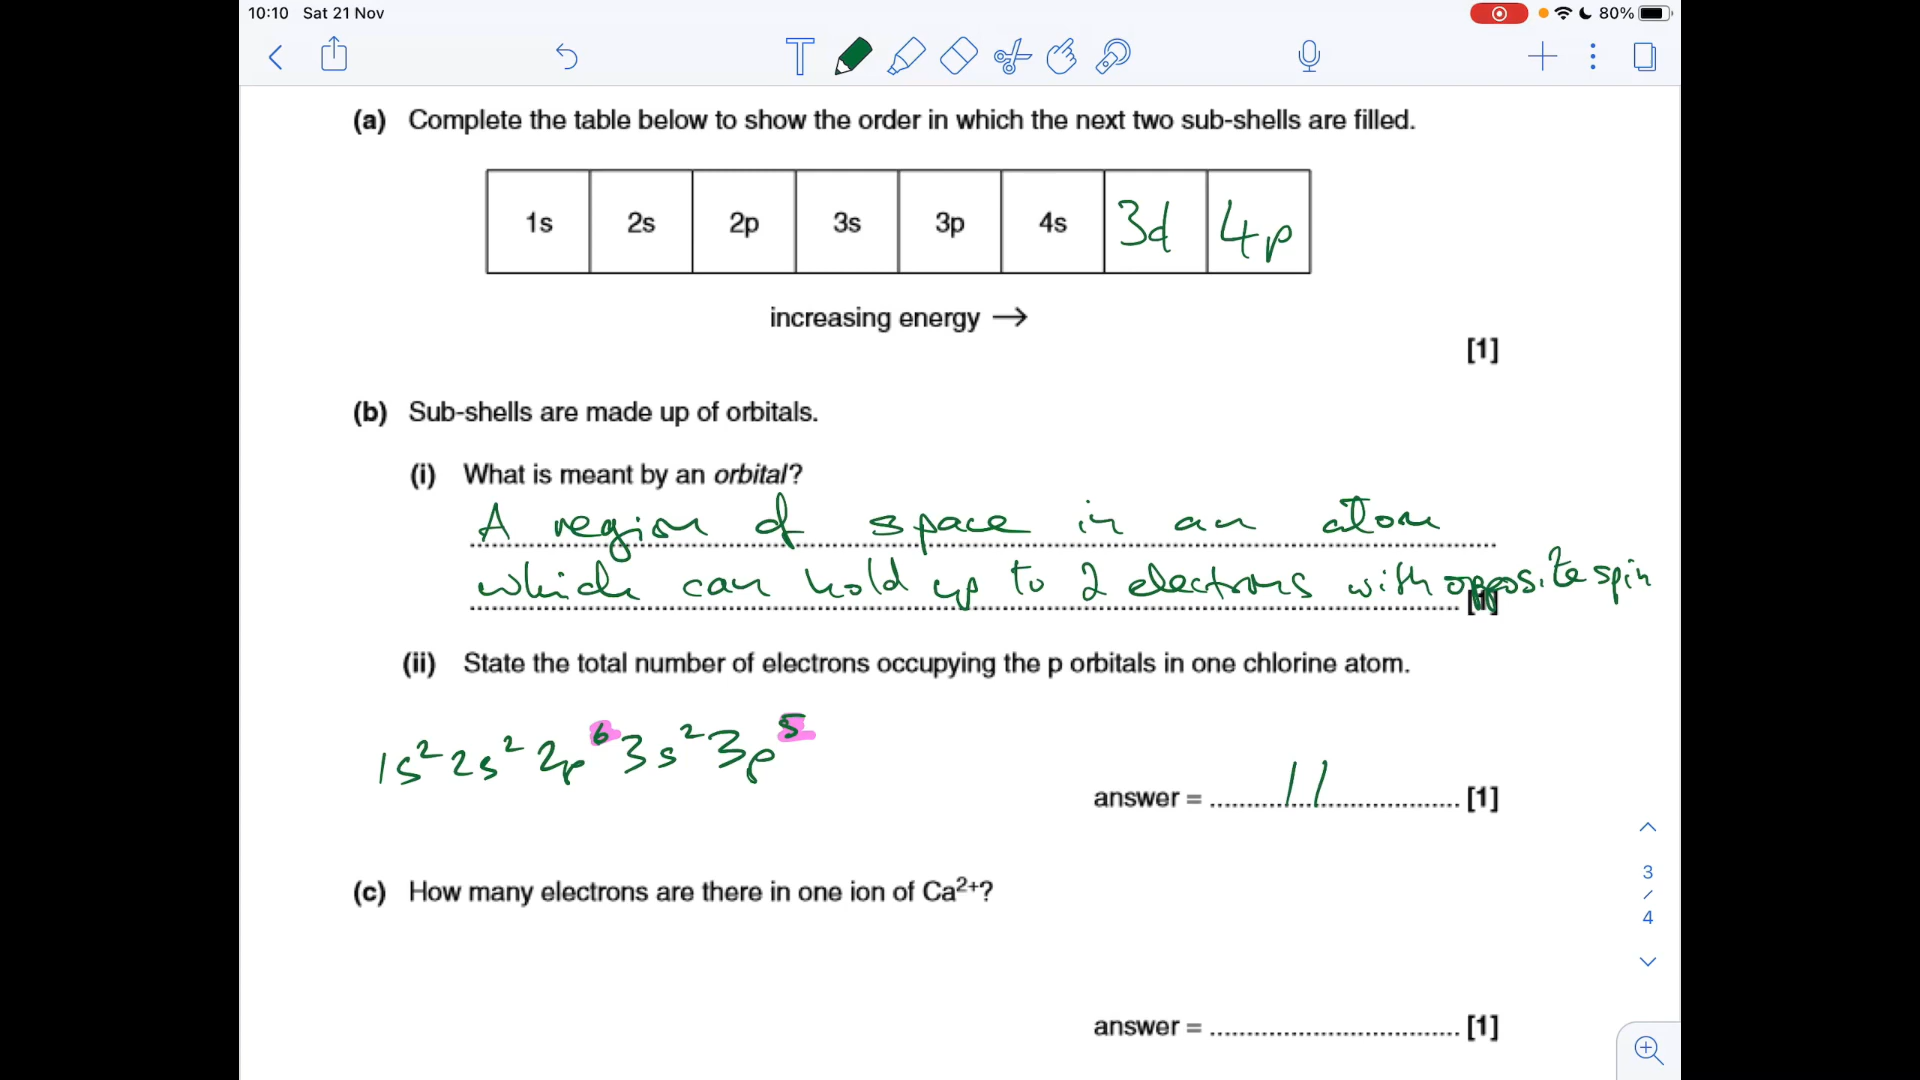 10:10 Sat 21 Nov
80%
(a) Complete the table below to show the order in which the next two sub-shells are filled.
1s 2s 2p 3s 3p 4s 3d 4p
increasing energy →
[1]
(b) Sub-shells are made up of orbitals.
(i) What is meant by an orbital?
A region of space in an atom
which can hold up to 2 electrons with opposite spin
[1]
(ii) State the total number of electrons occupying the p orbitals in one chlorine atom.
1s² 2s² 2p⁶ 3s² 3p⁵
answer = 11 [1]
(c) How many electrons are there in one ion of Ca²⁺?
3
/
4
answer = [1]